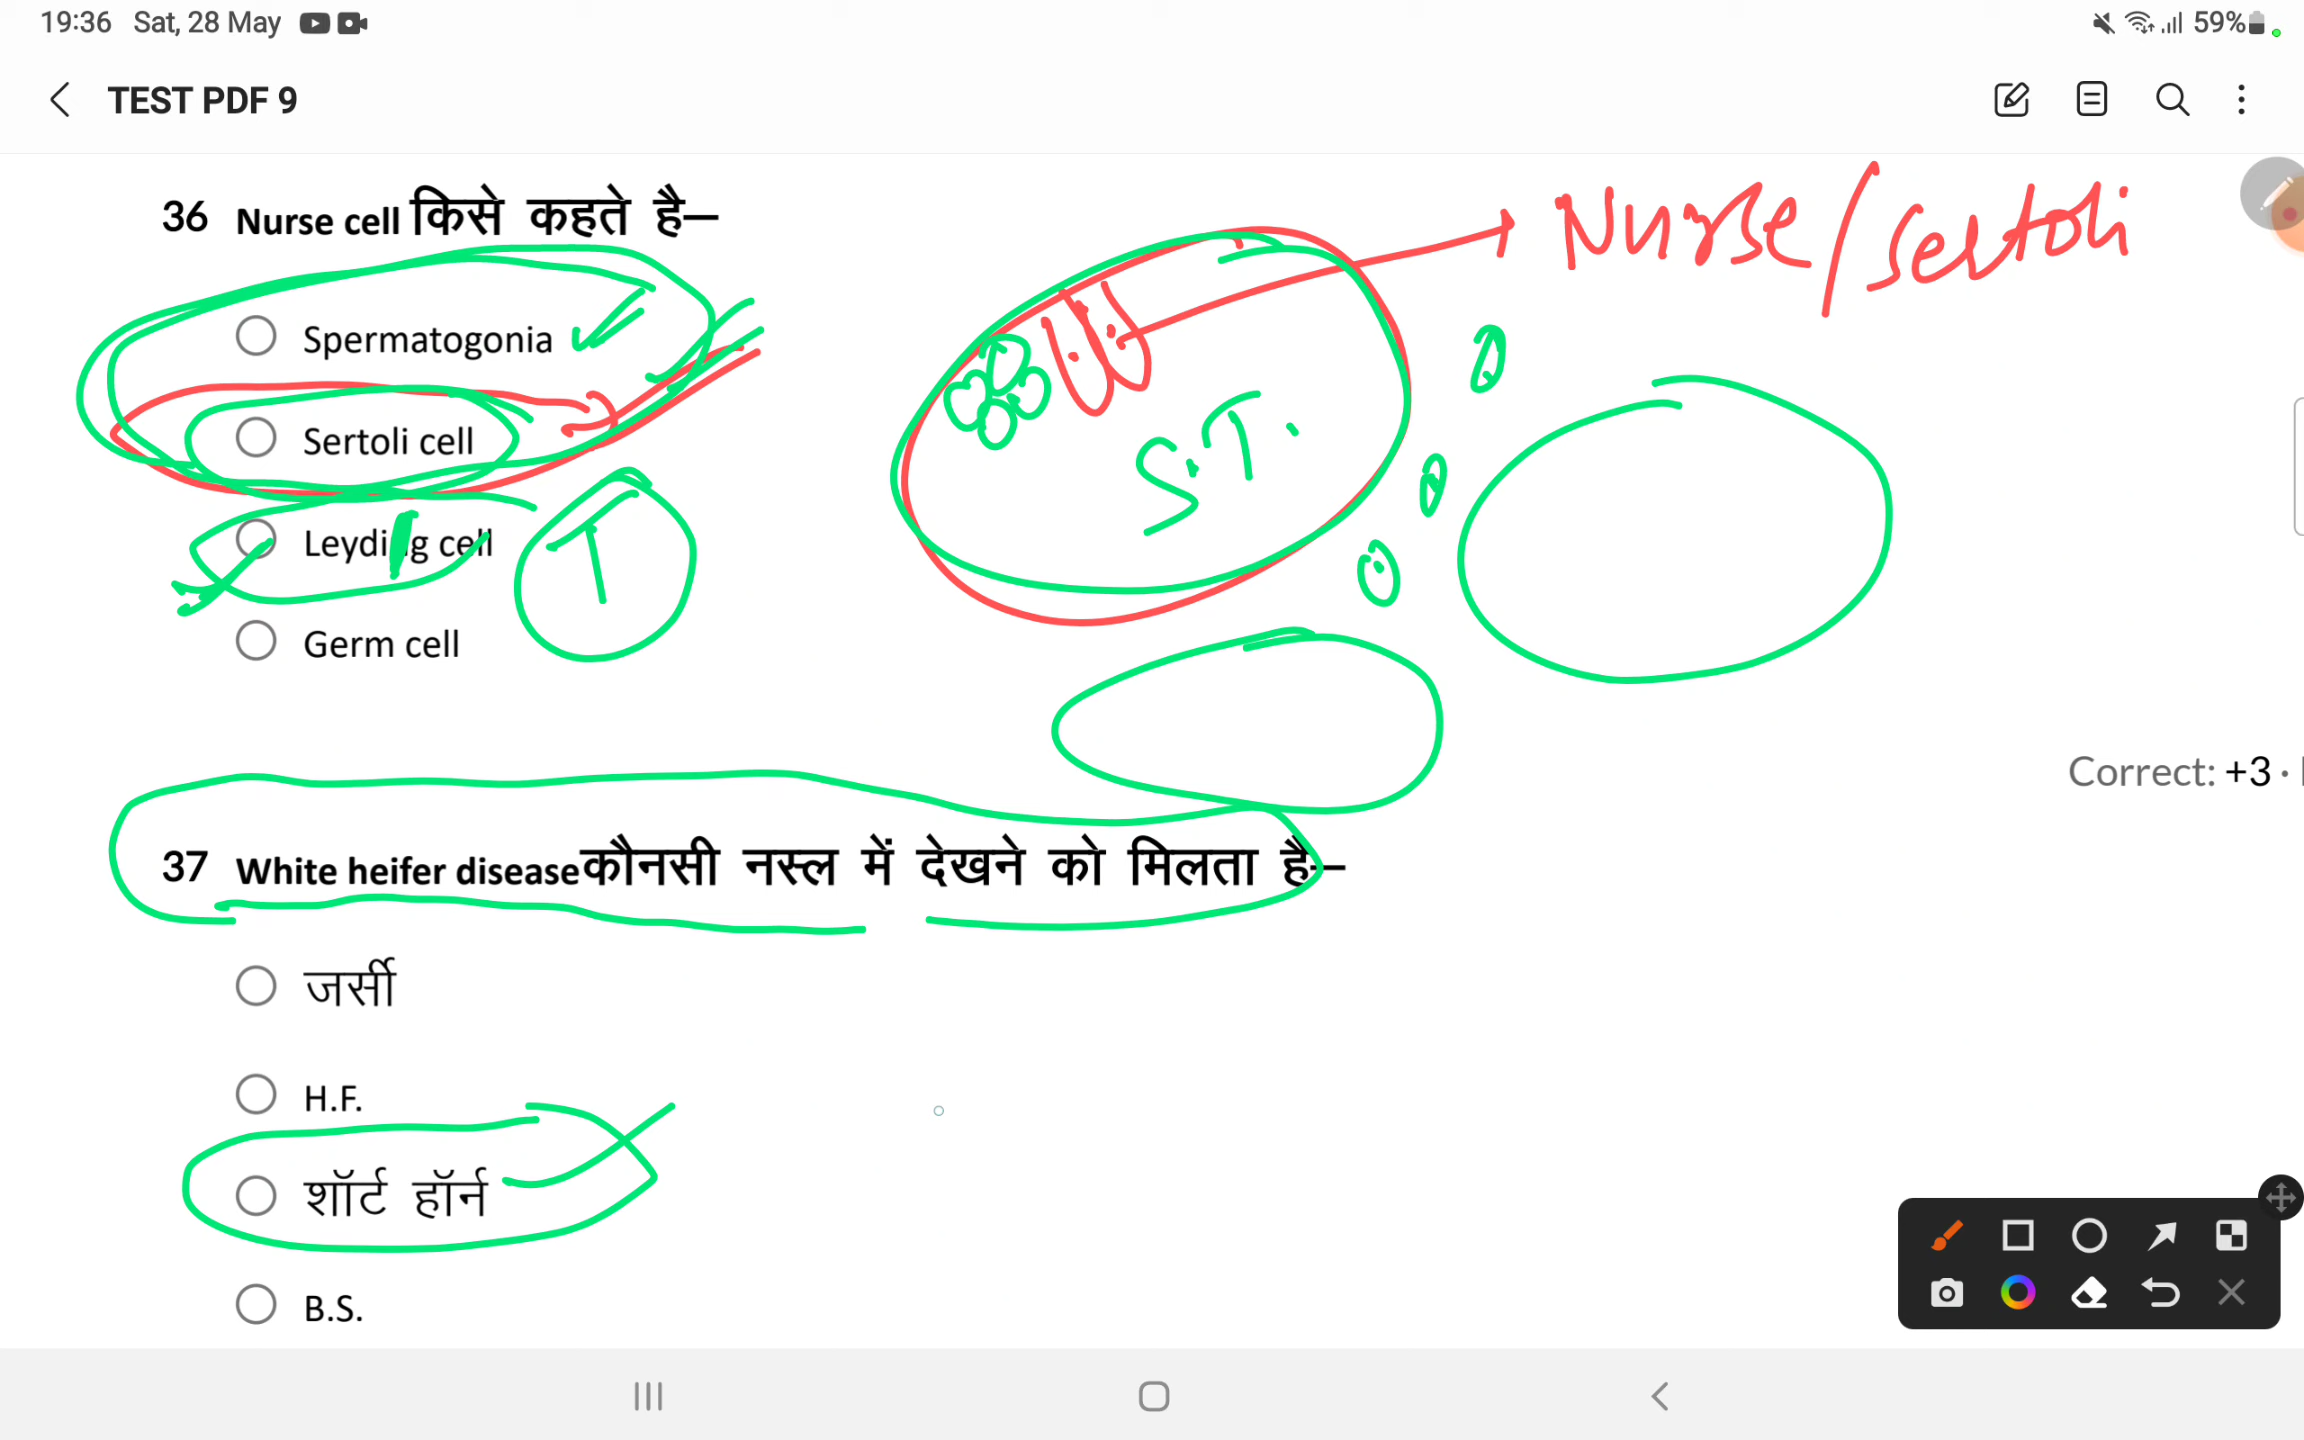 19:36 Sat, 28 May 59%
TEST PDF 9
36 Nurse cell किसे कहते है–
Nurse/Sertoli
Spermatogonia
Sertoli cell
S.T.
Leydig cell
T
Germ cell
Correct: +3 ·
37 White heifer disease कौनसी नस्ल में देखने को मिलता है–
जर्सी
H.F.
शॉर्ट हॉर्न
B.S.